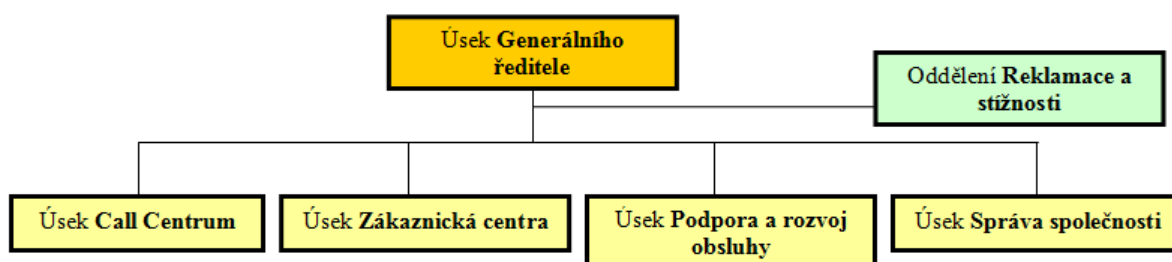 Úsek Generálního
ředitele
Oddělení Reklamace a
stížnosti
Úsek Call Centrum
Úsek Zákaznická centra
Úsek Podpora a rozvoj
obsluhy
Úsek Správa společnosti